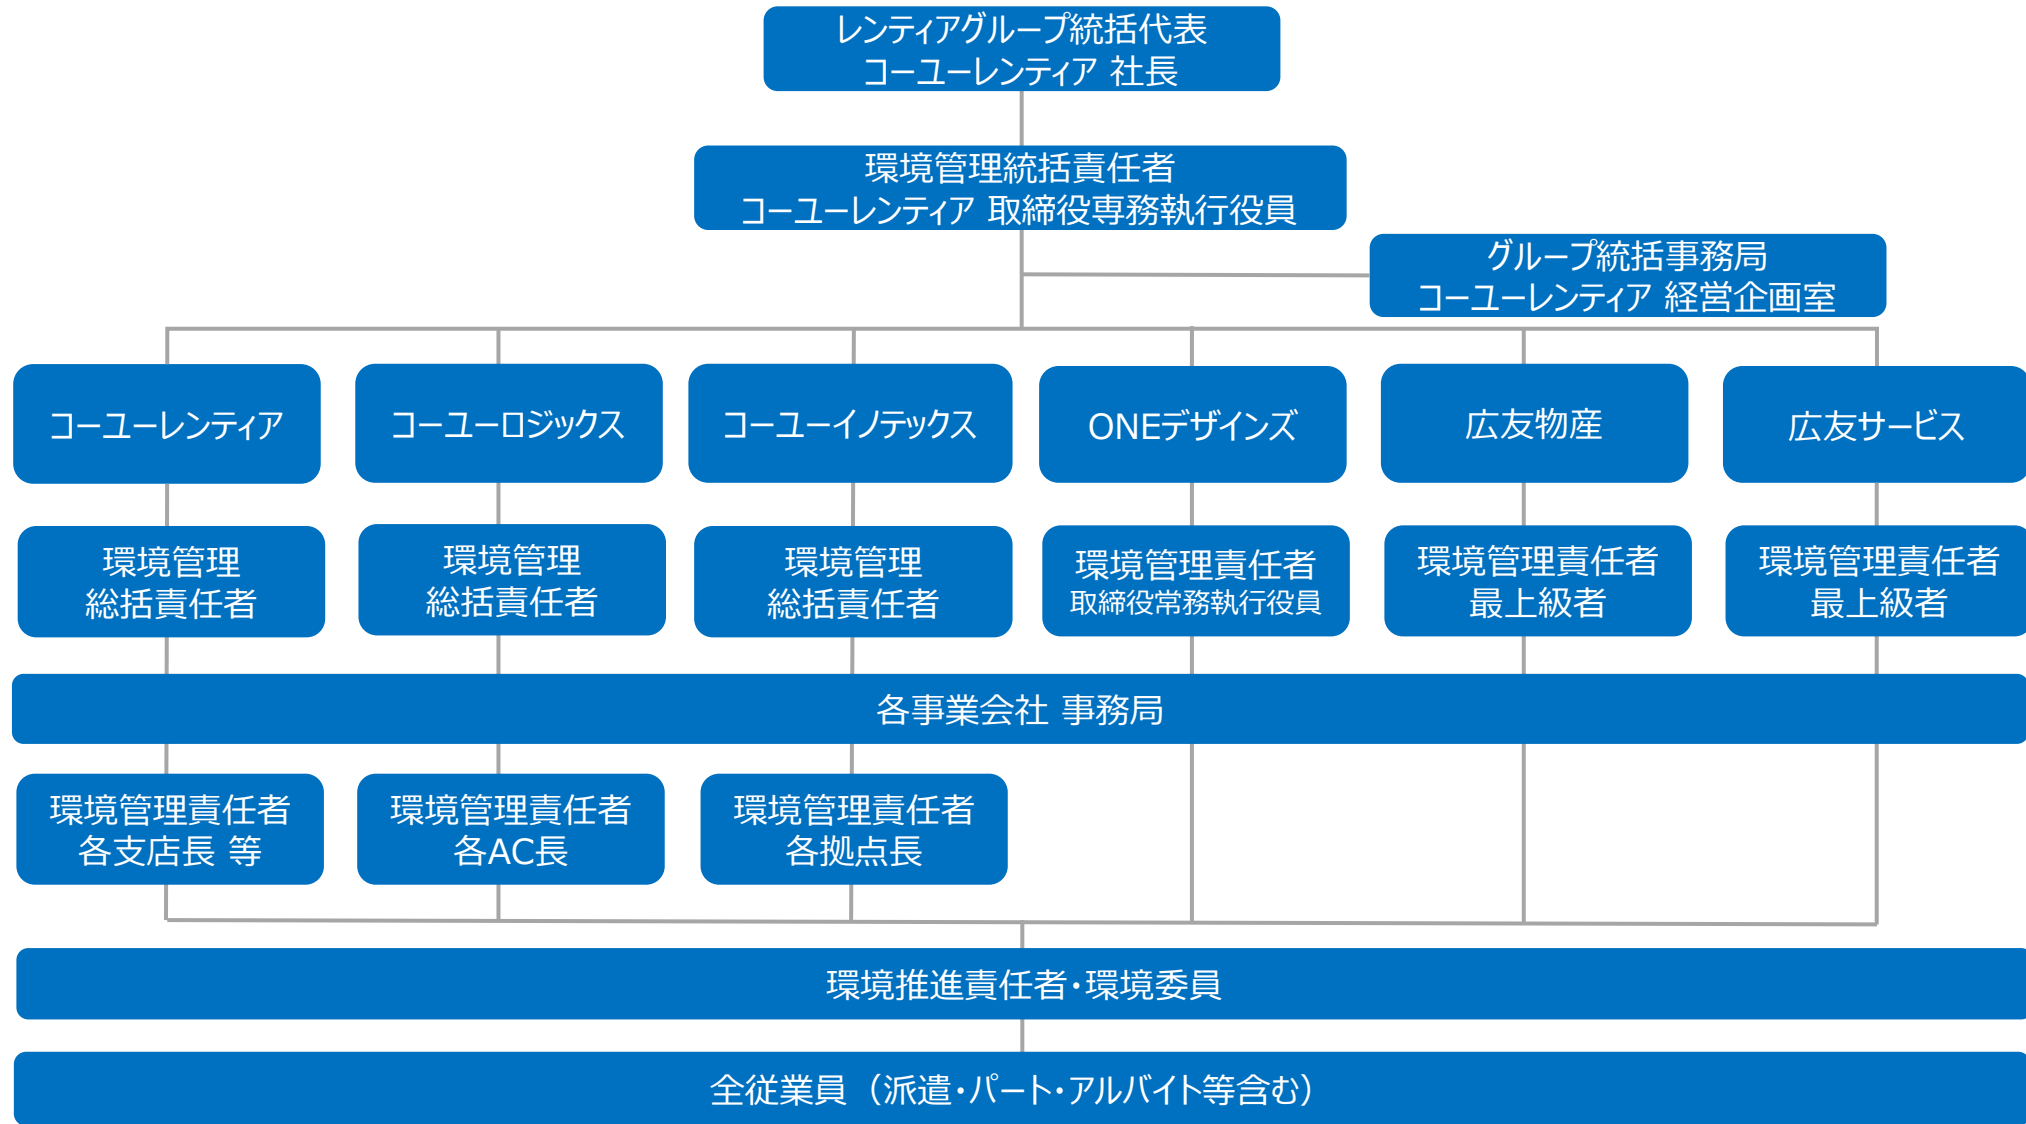 レンティアグループ統括代表
コーユーレンティア 社長
環境管理統括責任者
コーユーレンティア 取締役専務執行役員
グループ統括事務局
コーユーレンティア 経営企画室
コーユーレンティア
コーユーロジックス
コーユーイノテックス
ONEデザインズ
広友物産
広友サービス
環境管理
総括責任者
環境管理
総括責任者
環境管理
総括責任者
環境管理責任者
取締役常務執行役員
環境管理責任者
最上級者
環境管理責任者
最上級者
各事業会社 事務局
環境管理責任者
各支店長 等
環境管理責任者
各AC長
環境管理責任者
各拠点長
環境推進責任者・環境委員
全従業員（派遣・パート・アルバイト等含む）